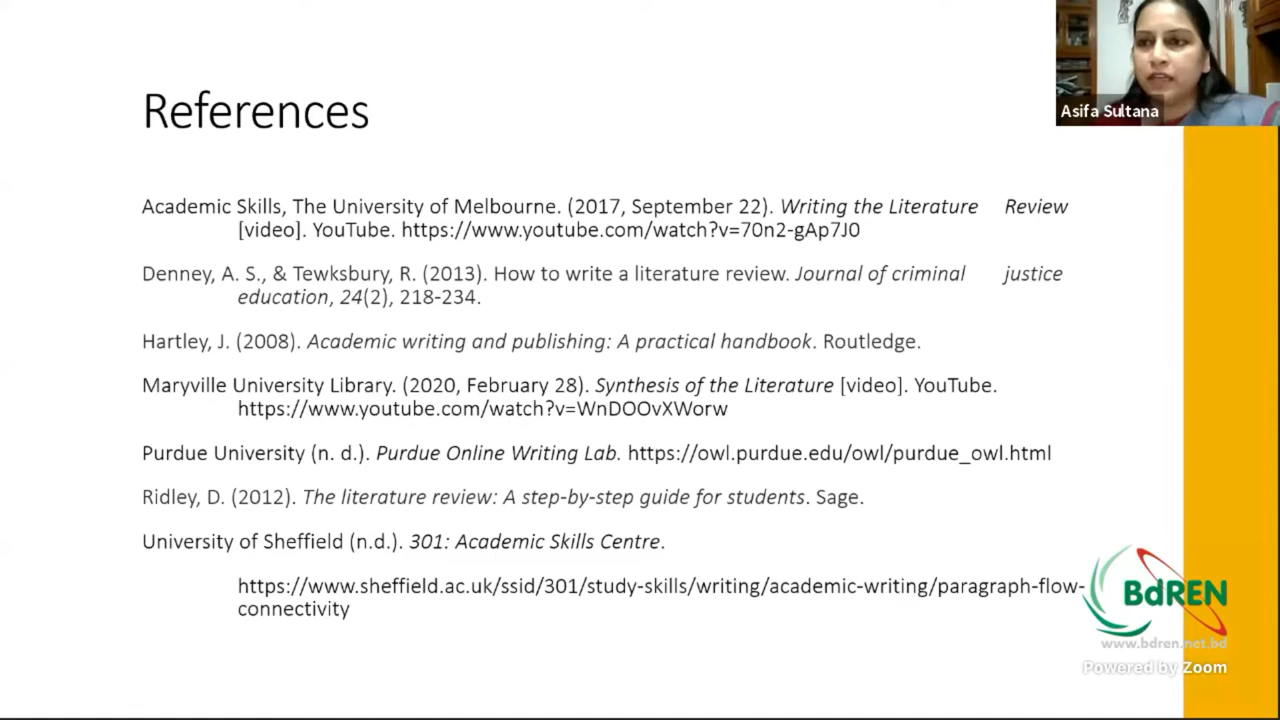 Asifa Sultana
References
Academic Skills, The University of Melbourne. (2017, September 22). Writing the Literature Review
[video]. YouTube. https://www.youtube.com/watch?v=70n2-gAp7J0
Denney, A. S., & Tewksbury, R. (2013). How to write a literature review. Journal of criminal justice
education, 24(2), 218-234.
Hartley, J. (2008). Academic writing and publishing: A practical handbook. Routledge.
Maryville University Library. (2020, February 28). Synthesis of the Literature [video]. YouTube.
https://www.youtube.com/watch?v=WnDOOvXWorw
Purdue University (n. d.). Purdue Online Writing Lab. https://owl.purdue.edu/owl/purdue_owl.html
Ridley, D. (2012). The literature review: A step-by-step guide for students. Sage.
University of Sheffield (n.d.). 301: Academic Skills Centre.
https://www.sheffield.ac.uk/ssid/301/study-skills/writing/academic-writing/paragraph-flow-
connectivity
BdREN
www.bdren.net.bd
Powered by Zoom